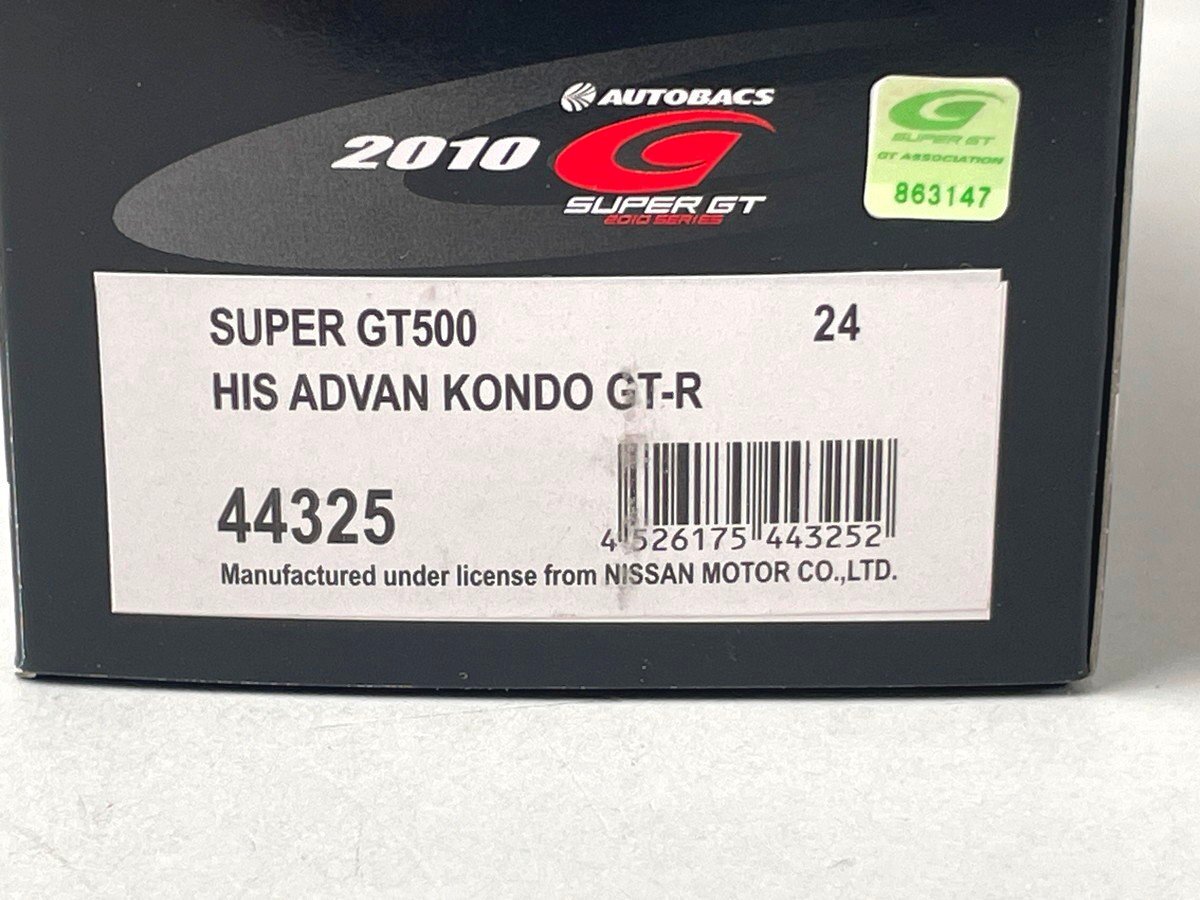 AUTOBACS
2010
SUPER GT
2010 SERIES
SUPER GT
GT ASSOCIATION
863147
SUPER GT500 24
HIS ADVAN KONDO GT-R
44325
4 526175 443252
Manufactured under license from NISSAN MOTOR CO.,LTD.